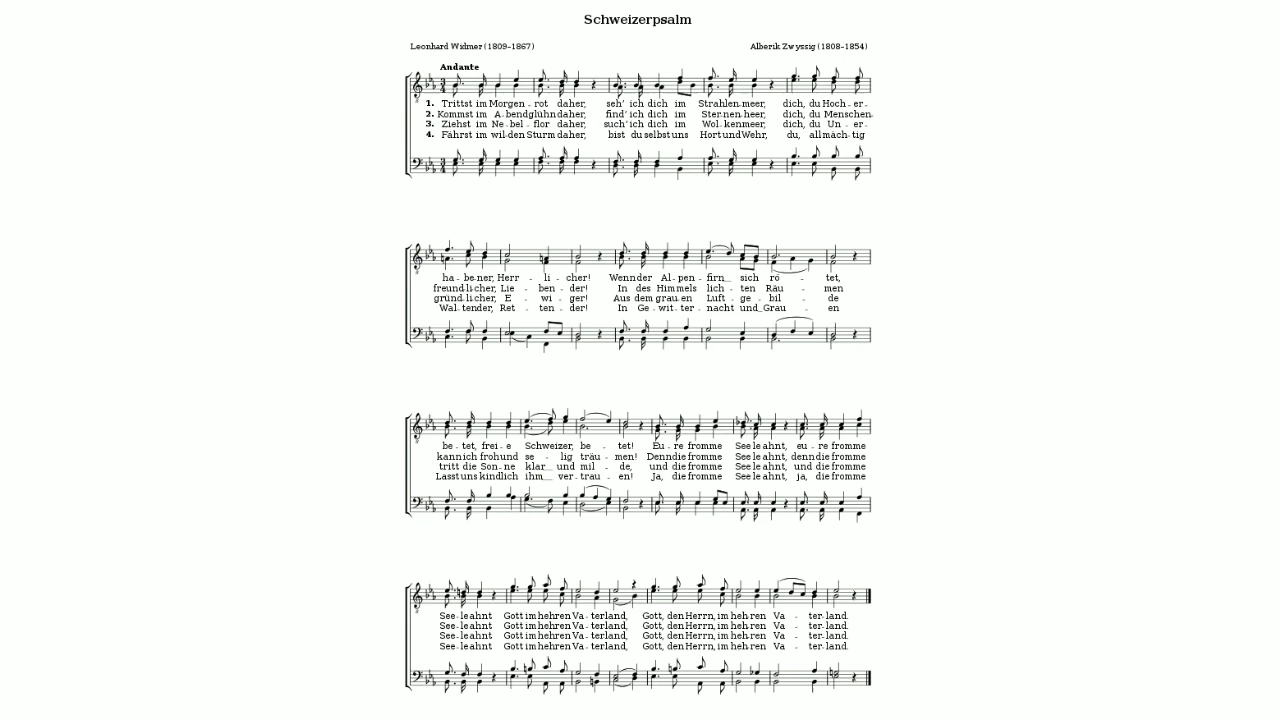 Schweizerpsalm
Leonhard Widmer (1809–1867)
Alberik Zwyssig (1808–1854)
Andante
1. Trittst im Morgen - rot daher, seh' ich dich im Strahlen-meer, dich, du Hoch - er -
2. Kommst im A - bendglühn daher, find' ich dich im Ster-nen-heer, dich, du Menschen-
3. Ziehst im Ne - bel - flor daher, such' ich dich im Wol - kenmeer, dich, du Un - er -
4. Fährst im wil-den Sturm daher, bist du selbst uns Hort und Wehr, du, allmäch - tig
ha - be-ner, Herr - li - cher! Wenn der Al - pen - firn__ sich rö - tet,
freund-li-cher, Lie - ben - der! In des Himmels lich - ten Räu - men
gründ-li-cher, E - wi - ger! Aus dem grau-en Luft - ge - bil - de
Wal - tender, Ret - ten - der! In Ge - wit - ter - nacht und_Grau - en
be - tet, frei - e Schweizer, be - tet! Eu - re fromme See-le ahnt, eu - re fromme
kann ich froh und se - lig träu - men! Denn die fromme See-le ahnt, denn die fromme
tritt die Son - ne klar__ und mil - de, und die fromme See-le ahnt, und die fromme
Lasst uns kindlich ihm__ ver - trau - en! Ja, die fromme See-le ahnt, ja, die fromme
See - le ahnt Gott im hehren Va - terland, Gott, den Herrn, im heh-ren Va - ter-land.
See - le ahnt Gott im hehren Va - terland, Gott, den Herrn, im heh-ren Va - ter-land.
See - le ahnt Gott im hehren Va - terland, Gott, den Herrn, im heh-ren Va - ter-land.
See - le ahnt Gott im hehren Va - terland, Gott, den Herrn, im heh-ren Va - ter-land.